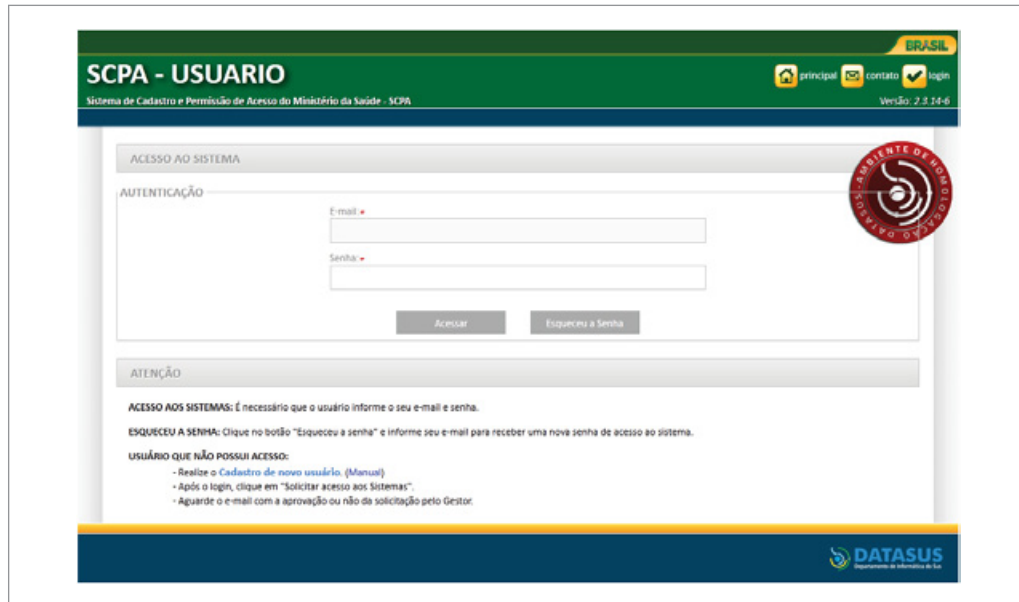 BRASIL
SCPA - USUARIO
principal contato login
Sistema de Cadastro e Permissão de Acesso do Ministério da Saúde - SCPA
Versão: 2.3.14-6
ACESSO AO SISTEMA
AMBIENTE DE HOMOLOGAÇÃO DATASUS -
AUTENTICAÇÃO
E-mail: *
Senha: *
Acessar Esqueceu a Senha
ATENÇÃO
ACESSO AOS SISTEMAS: É necessário que o usuário informe o seu e-mail e senha.
ESQUECEU A SENHA: Clique no botão "Esqueceu a senha" e informe seu e-mail para receber uma nova senha de acesso ao sistema.
USUÁRIO QUE NÃO POSSUI ACESSO:
- Realize o Cadastro de novo usuário. (Manual)
- Após o login, clique em "Solicitar acesso aos Sistemas".
- Aguarde o e-mail com a aprovação ou não da solicitação pelo Gestor.
DATASUS
Departamento de Informática do Sus